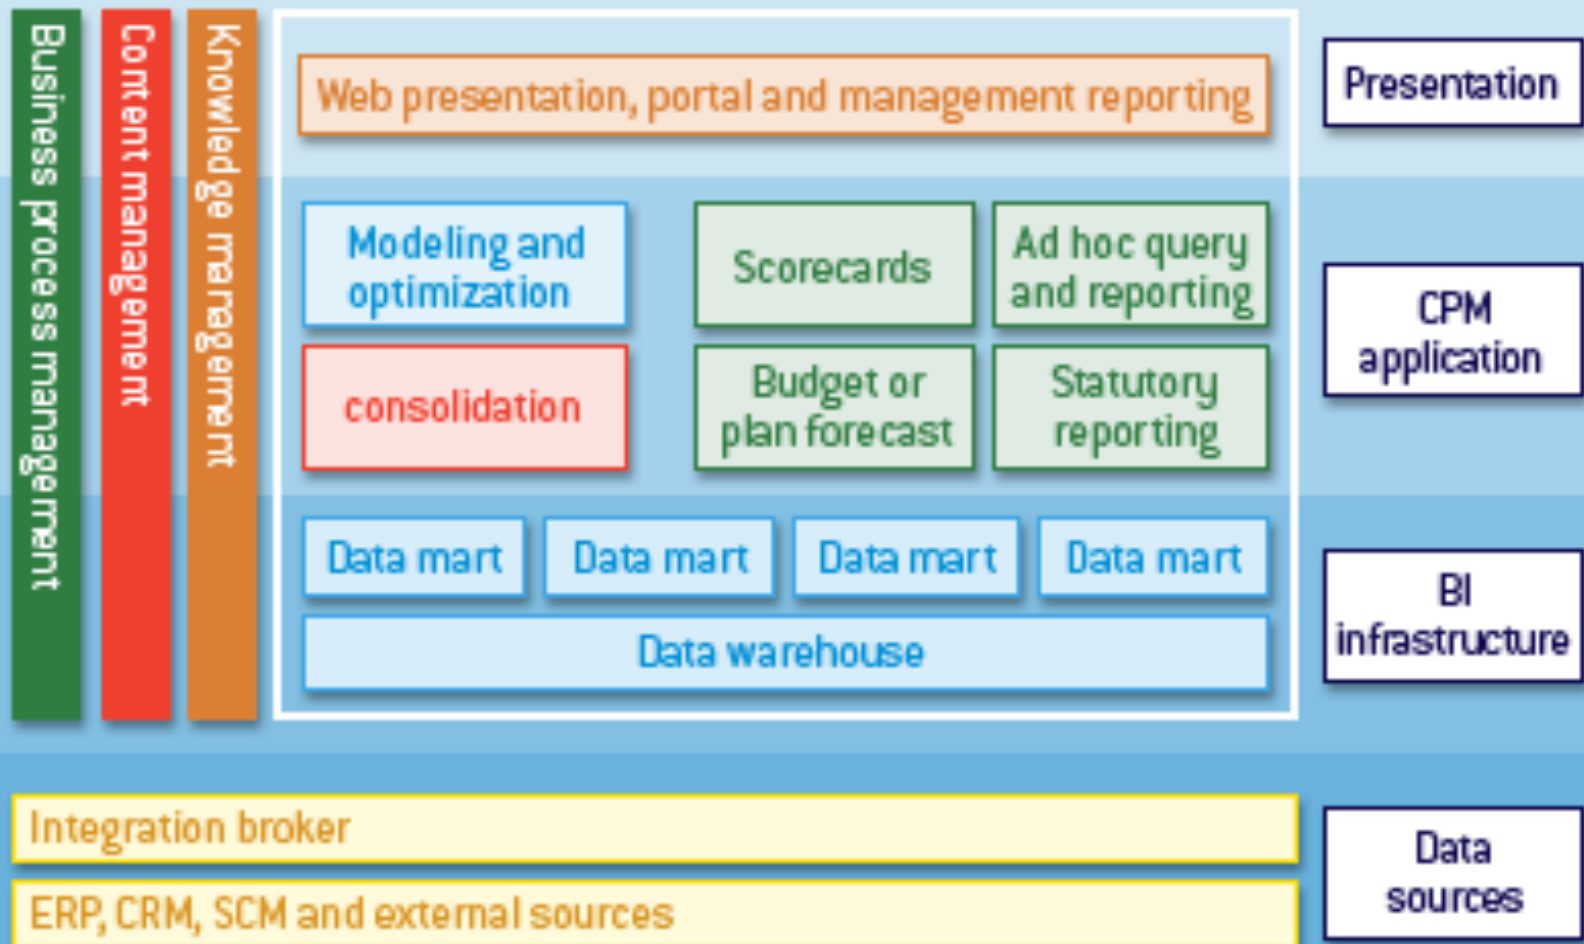 Business process management
Content management
Knowledge management
Web presentation, portal and management reporting
Presentation
Modeling and
optimization
Scorecards
Ad hoc query
and reporting
consolidation
Budget or
plan forecast
Statutory
reporting
CPM
application
Data mart
Data mart
Data mart
Data mart
Data warehouse
BI
infrastructure
Integration broker
ERP, CRM, SCM and external sources
Data
sources